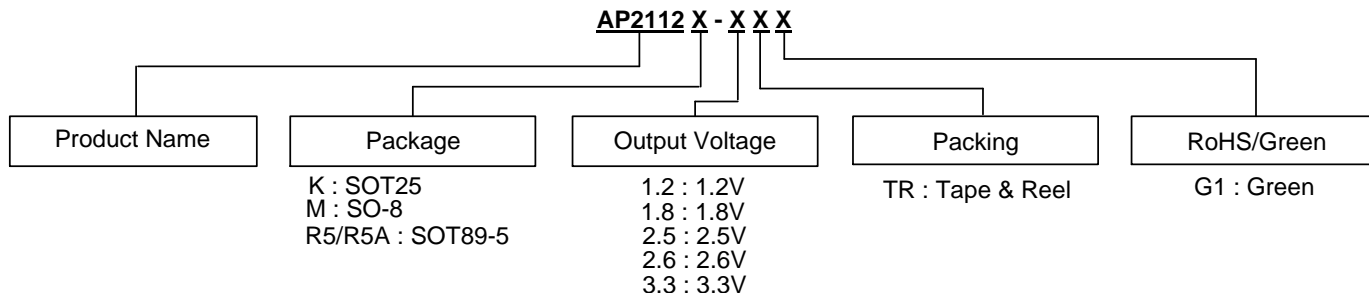 AP2112 X - X X X
Product Name
Package
Output Voltage
Packing
RoHS/Green
K : SOT25
M : SO-8
R5/R5A : SOT89-5
1.2 : 1.2V
1.8 : 1.8V
2.5 : 2.5V
2.6 : 2.6V
3.3 : 3.3V
TR : Tape & Reel
G1 : Green